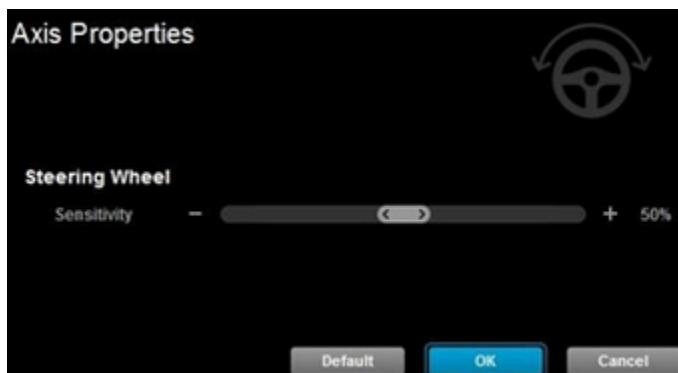 Axis Properties
Steering Wheel
Sensitivity - + 50%
Default OK Cancel